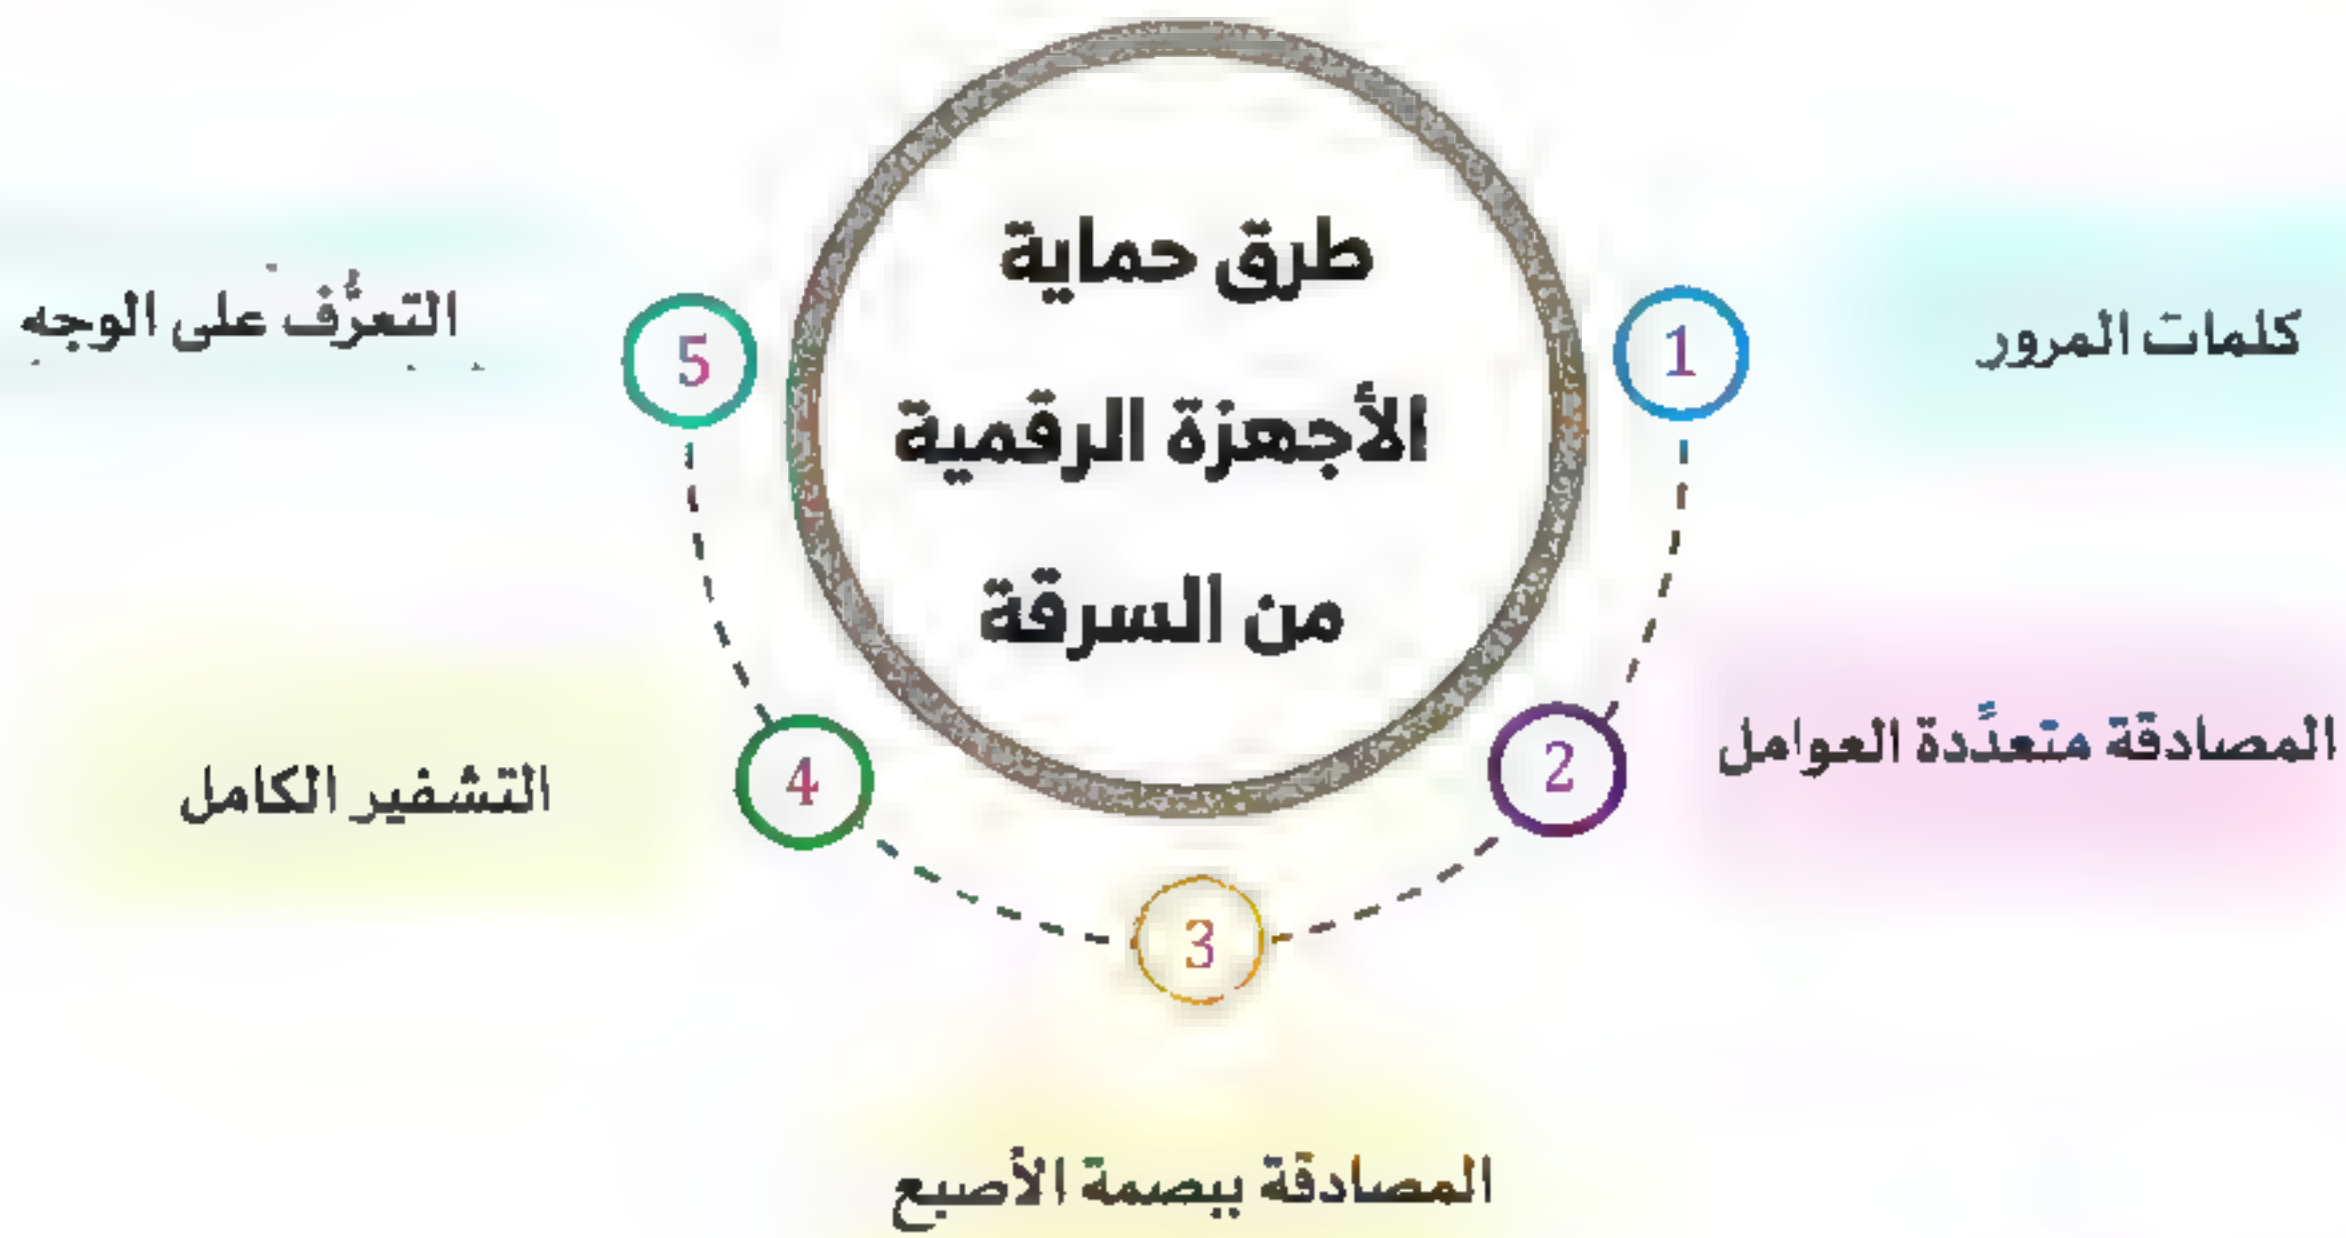 طرق حماية
الأجهزة الرقمية
من السرقة
1
كلمات المرور
2
المصادقة متعدِّدة العوامل
3
المصادقة ببصمة الأصبع
4
التشفير الكامل
5
التعرُّف على الوجه